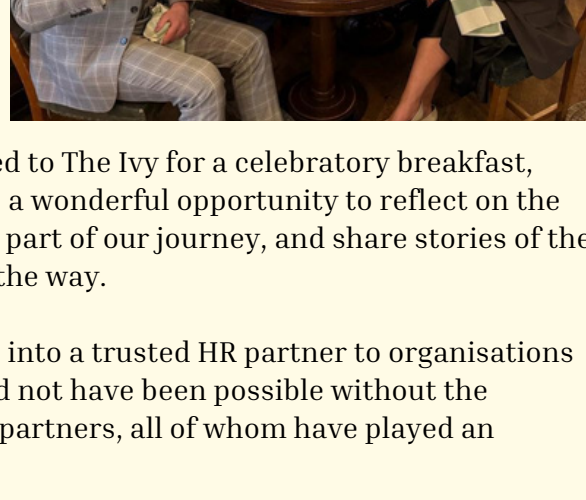 to The Ivy for a celebratory breakfast,
a wonderful opportunity to reflect on the
part of our journey, and share stories of the
the way.
into a trusted HR partner to organisations
not have been possible without the
partners, all of whom have played an